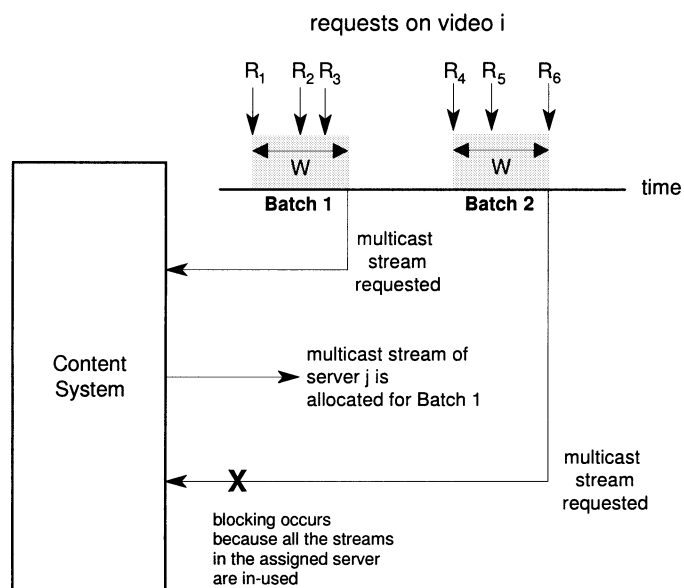 requests on video i
R1 R2 R3 R4 R5 R6
W W
time
Batch 1 Batch 2
multicast
stream
requested
Content
System
multicast stream of
server j is
allocated for Batch 1
multicast
stream
requested
X
blocking occurs
because all the streams
in the assigned server
are in-used